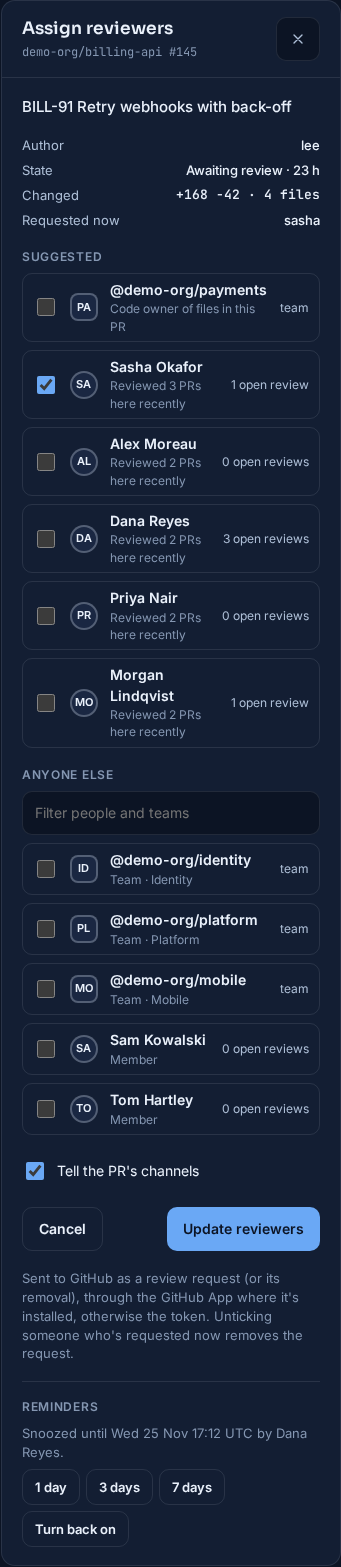 Assign reviewers
demo-org/billing-api #145
×
BILL-91 Retry webhooks with back-off
Author lee
State Awaiting review · 23 h
Changed +168 -42 · 4 files
Requested now sasha
SUGGESTED
PA
@demo-org/payments
Code owner of files in this
PR
team
SA
Sasha Okafor
Reviewed 3 PRs
here recently
1 open review
AL
Alex Moreau
Reviewed 2 PRs
here recently
0 open reviews
DA
Dana Reyes
Reviewed 2 PRs
here recently
3 open reviews
PR
Priya Nair
Reviewed 2 PRs
here recently
0 open reviews
MO
Morgan
Lindqvist
Reviewed 2 PRs
here recently
1 open review
ANYONE ELSE
Filter people and teams
ID
@demo-org/identity
Team · Identity
team
PL
@demo-org/platform
Team · Platform
team
MO
@demo-org/mobile
Team · Mobile
team
SA
Sam Kowalski
Member
0 open reviews
TO
Tom Hartley
Member
0 open reviews
Tell the PR's channels
Cancel
Update reviewers
Sent to GitHub as a review request (or its
removal), through the GitHub App where it's
installed, otherwise the token. Unticking
someone who's requested now removes the
request.
REMINDERS
Snoozed until Wed 25 Nov 17:12 UTC by Dana
Reyes.
1 day
3 days
7 days
Turn back on